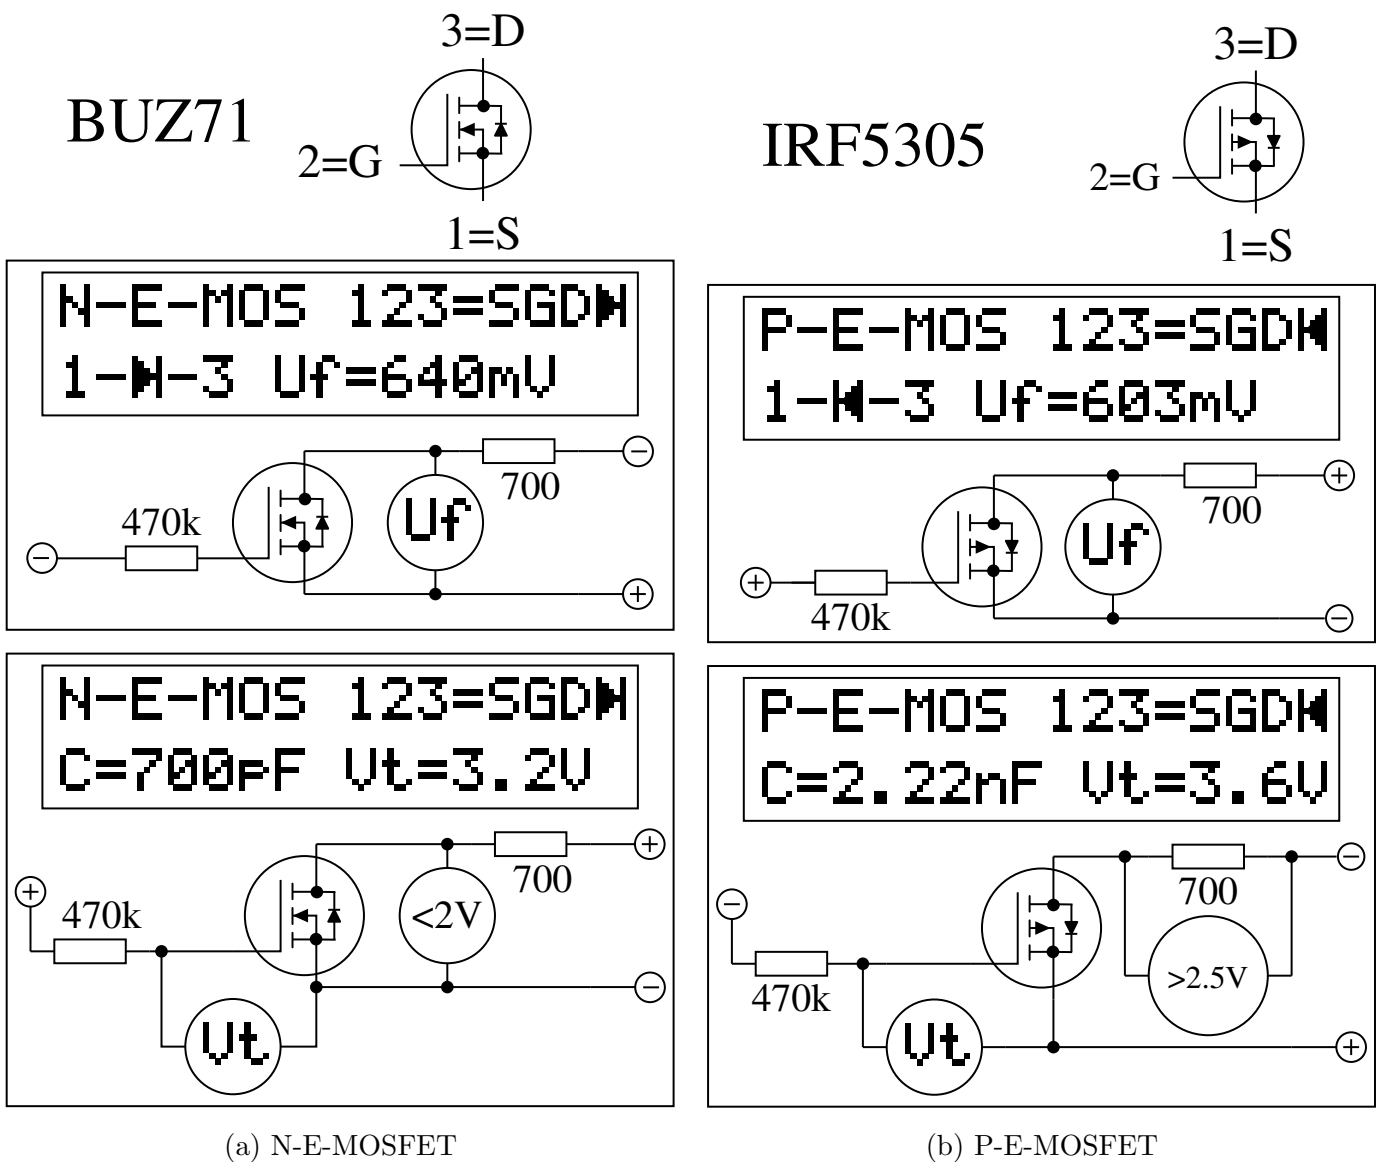 3=D
BUZ71
2=G
1=S
N-E-MOS 123=SGD
1- -3 Uf=640mV
700
470k
Uf
−
−
+
N-E-MOS 123=SGD
C=700pF Vt=3.2V
+
700
+
470k
<2V
−
Vt
(a) N-E-MOSFET
3=D
IRF5305
2=G
1=S
P-E-MOS 123=SGD
1- -3 Uf=603mV
+
700
Uf
+
470k
−
P-E-MOS 123=SGD
C=2.22nF Vt=3.6V
−
700
−
470k
>2.5V
Vt
+
(b) P-E-MOSFET